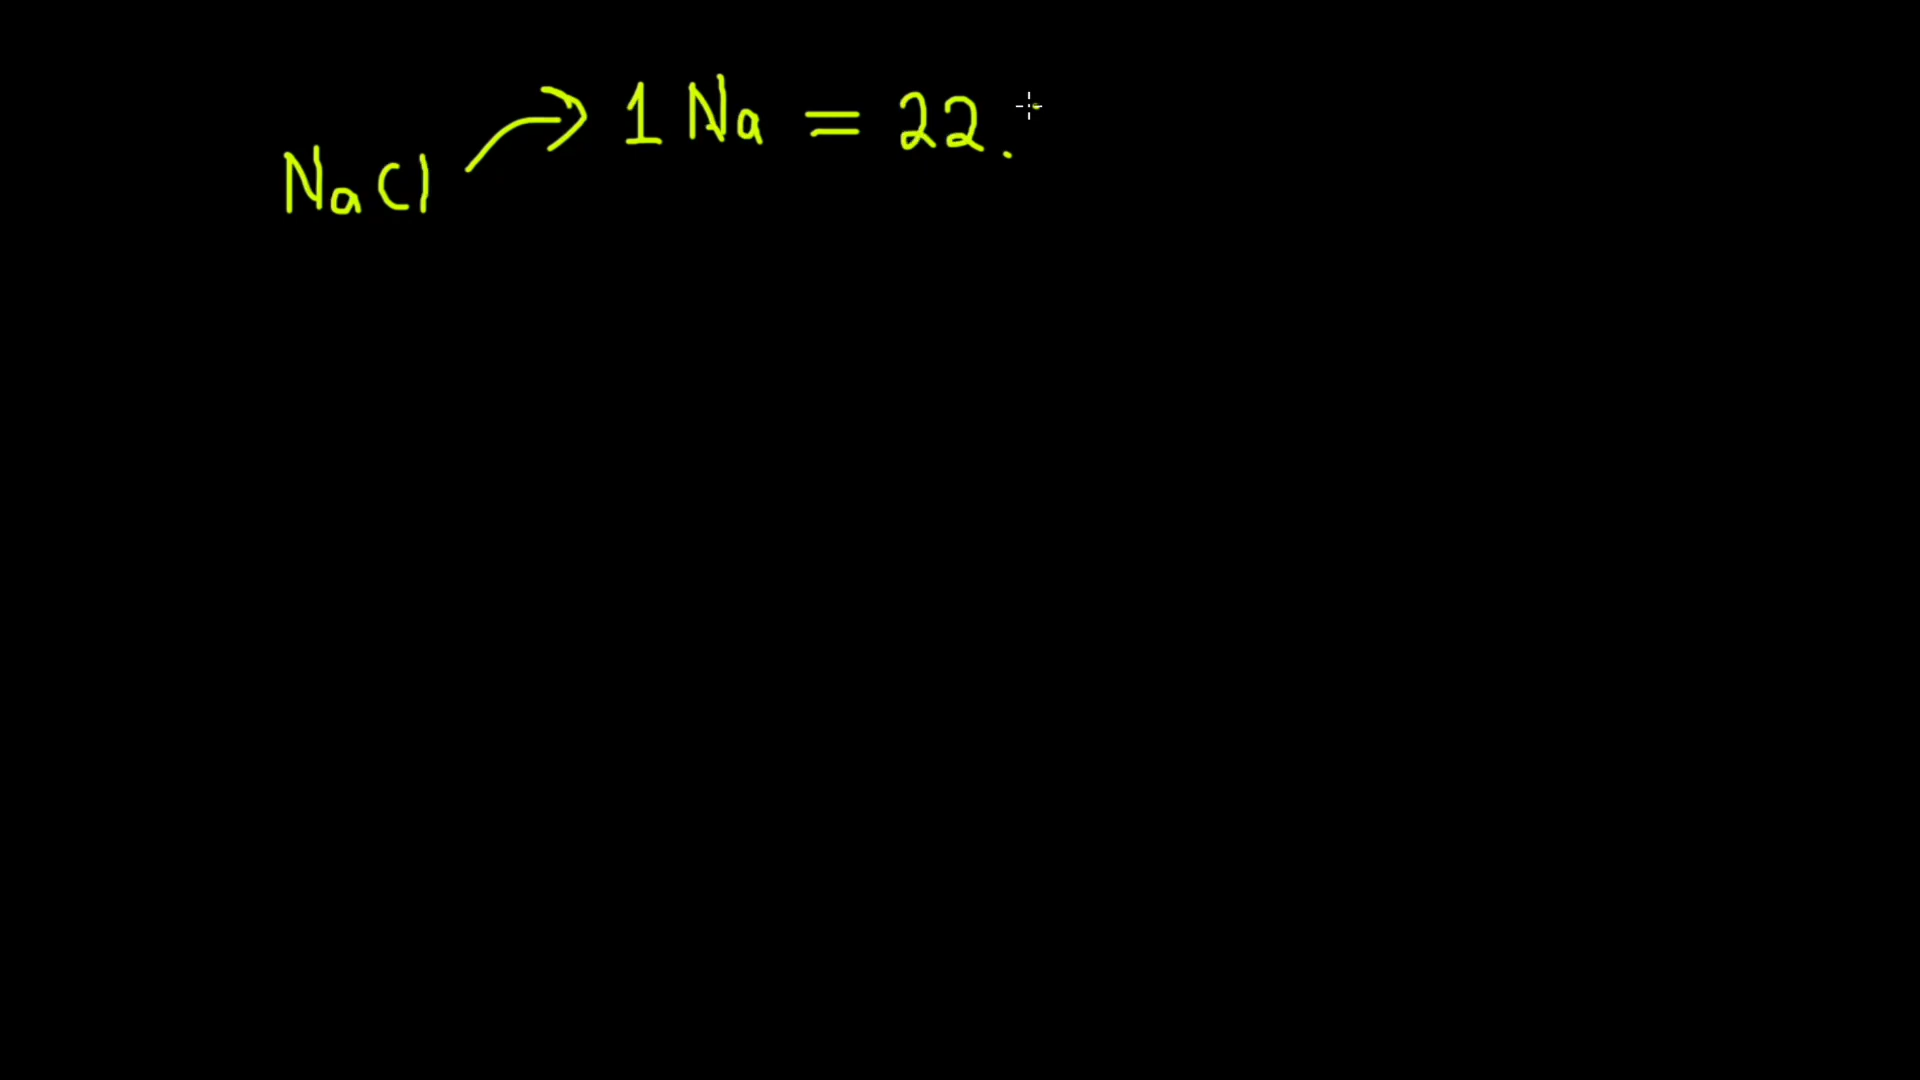 NaCl → 1 Na = 22.